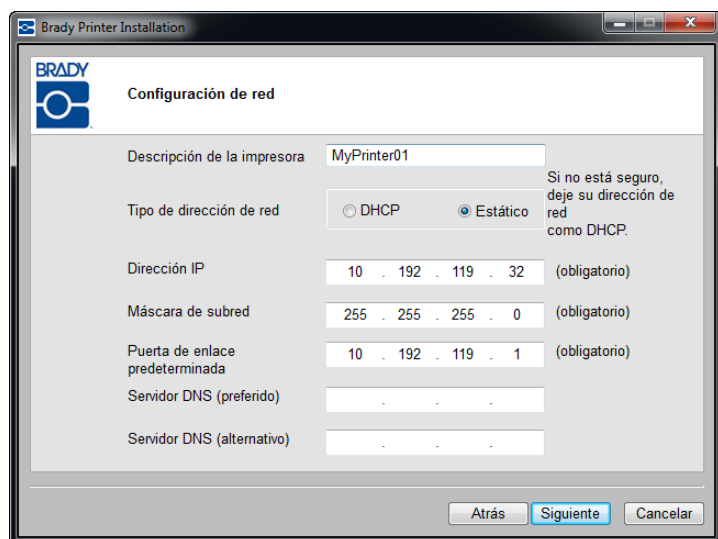 Brady Printer Installation
BRADY
Configuración de red
Descripción de la impresora MyPrinter01
Tipo de dirección de red DHCP Estático
Si no está seguro,
deje su dirección de
red
como DHCP.
Dirección IP 10 . 192 . 119 . 32 (obligatorio)
Máscara de subred 255 . 255 . 255 . 0 (obligatorio)
Puerta de enlace
predeterminada 10 . 192 . 119 . 1 (obligatorio)
Servidor DNS (preferido) . . .
Servidor DNS (alternativo) . . .
Atrás Siguiente Cancelar